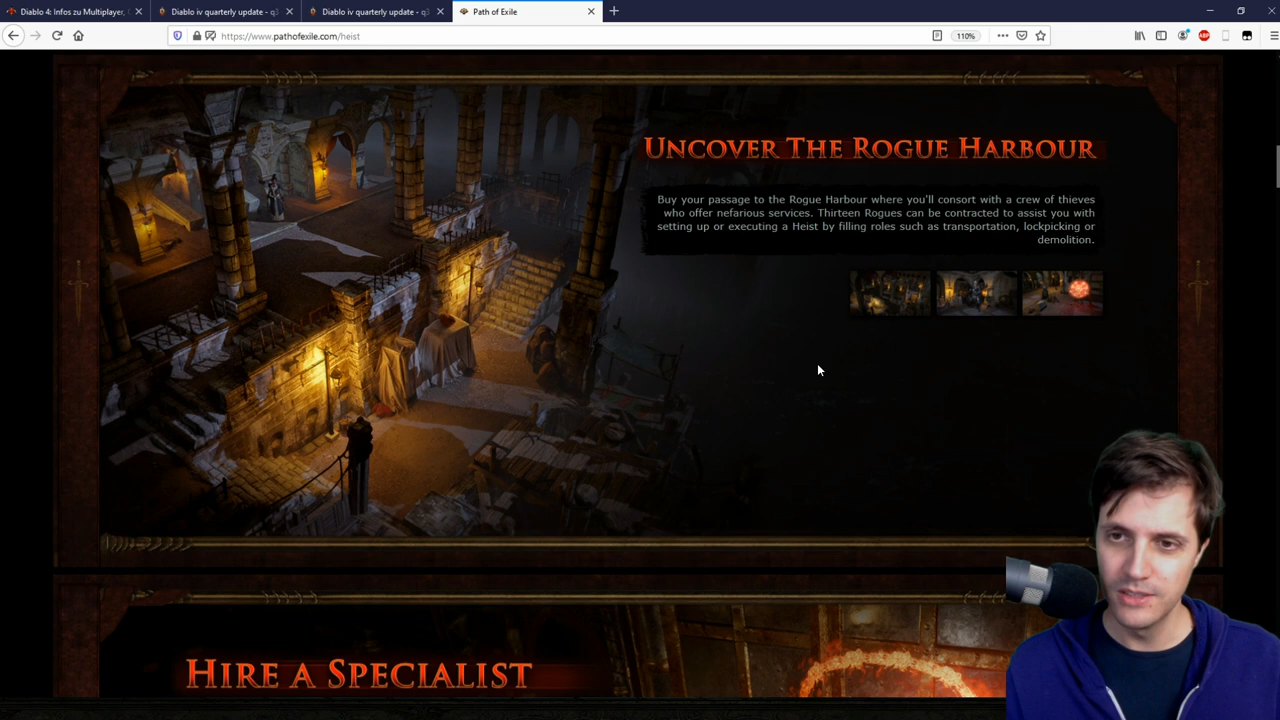 Diablo 4: Infos zu Multiplayer,
Diablo iv quarterly update - q3
Diablo iv quarterly update - q3
Path of Exile
https://www.pathofexile.com/heist
110%
ABP
UNCOVER THE ROGUE HARBOUR
Buy your passage to the Rogue Harbour where you'll consort with a crew of thieves
who offer nefarious services. Thirteen Rogues can be contracted to assist you with
setting up or executing a Heist by filling roles such as transportation, lockpicking or
demolition.
HIRE A SPECIALIST